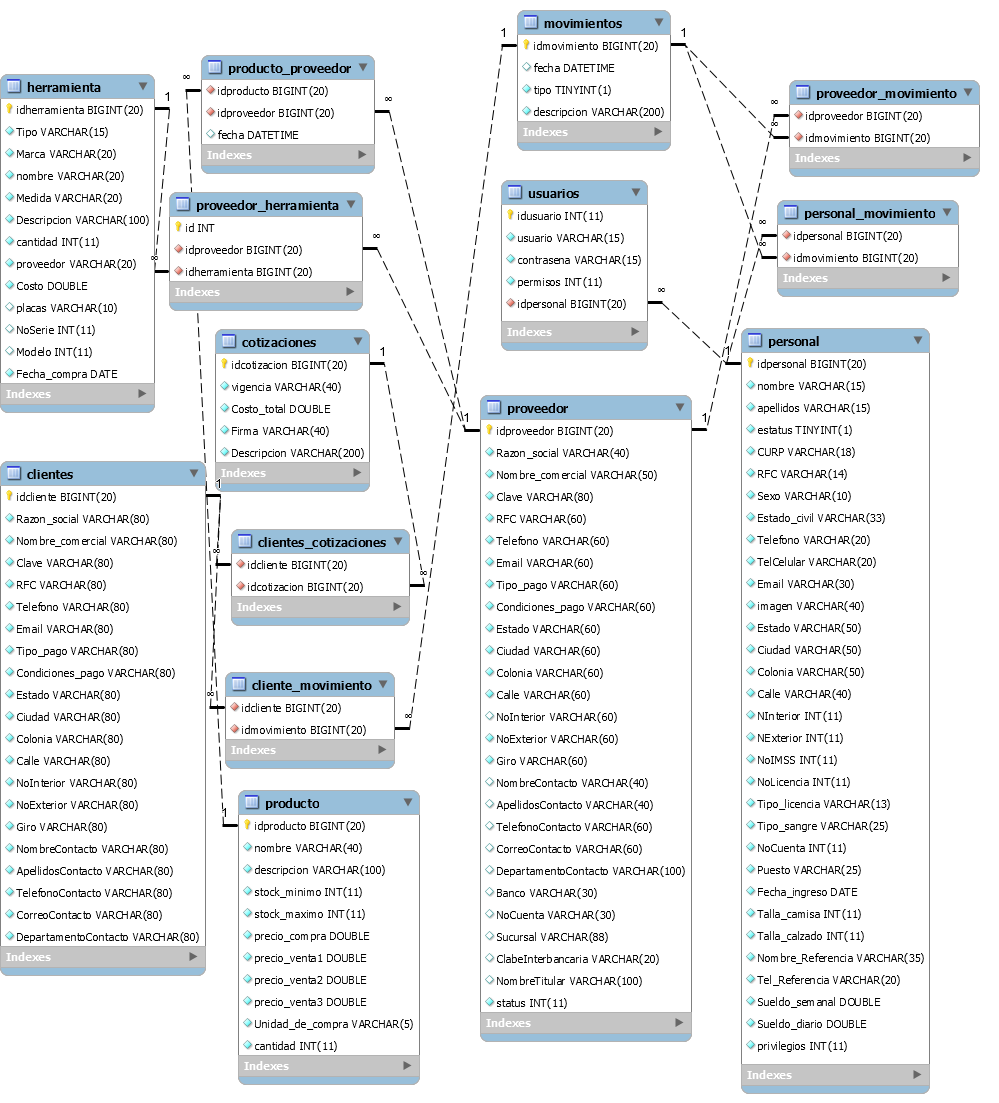 herramienta
idherramienta BIGINT(20)
Tipo VARCHAR(15)
Marca VARCHAR(20)
nombre VARCHAR(20)
Medida VARCHAR(20)
Descripcion VARCHAR(100)
cantidad INT(11)
proveedor VARCHAR(20)
Costo DOUBLE
placas VARCHAR(10)
NoSerie INT(11)
Modelo INT(11)
Fecha_compra DATE
Indexes
1
∞
producto_proveedor
idproducto BIGINT(20)
idproveedor BIGINT(20)
fecha DATETIME
Indexes
∞
∞
proveedor_herramienta
id INT
idproveedor BIGINT(20)
idherramienta BIGINT(20)
Indexes
∞
cotizaciones
idcotizacion BIGINT(20)
vigencia VARCHAR(40)
Costo_total DOUBLE
Firma VARCHAR(40)
Descripcion VARCHAR(200)
Indexes
1
clientes
idcliente BIGINT(20)
Razon_social VARCHAR(80)
Nombre_comercial VARCHAR(80)
Clave VARCHAR(80)
RFC VARCHAR(80)
Telefono VARCHAR(80)
Email VARCHAR(80)
Tipo_pago VARCHAR(80)
Condiciones_pago VARCHAR(80)
Estado VARCHAR(80)
Ciudad VARCHAR(80)
Colonia VARCHAR(80)
Calle VARCHAR(80)
NoInterior VARCHAR(80)
NoExterior VARCHAR(80)
Giro VARCHAR(80)
NombreContacto VARCHAR(80)
ApellidosContacto VARCHAR(80)
TelefonoContacto VARCHAR(80)
CorreoContacto VARCHAR(80)
DepartamentoContacto VARCHAR(80)
Indexes
1
∞
∞
clientes_cotizaciones
idcliente BIGINT(20)
idcotizacion BIGINT(20)
Indexes
∞
cliente_movimiento
idcliente BIGINT(20)
idmovimiento BIGINT(20)
Indexes
∞
producto
idproducto BIGINT(20)
nombre VARCHAR(40)
descripcion VARCHAR(100)
stock_minimo INT(11)
stock_maximo INT(11)
precio_compra DOUBLE
precio_venta1 DOUBLE
precio_venta2 DOUBLE
precio_venta3 DOUBLE
Unidad_de_compra VARCHAR(5)
cantidad INT(11)
Indexes
1
movimientos
idmovimiento BIGINT(20)
fecha DATETIME
tipo TINYINT(1)
descripcion VARCHAR(200)
Indexes
1
1
usuarios
idusuario INT(11)
usuario VARCHAR(15)
contrasena VARCHAR(15)
permisos INT(11)
idpersonal BIGINT(20)
Indexes
∞
proveedor
idproveedor BIGINT(20)
Razon_social VARCHAR(40)
Nombre_comercial VARCHAR(50)
Clave VARCHAR(80)
RFC VARCHAR(60)
Telefono VARCHAR(60)
Email VARCHAR(60)
Tipo_pago VARCHAR(60)
Condiciones_pago VARCHAR(60)
Estado VARCHAR(60)
Ciudad VARCHAR(60)
Colonia VARCHAR(60)
Calle VARCHAR(60)
NoInterior VARCHAR(60)
NoExterior VARCHAR(60)
Giro VARCHAR(60)
NombreContacto VARCHAR(40)
ApellidosContacto VARCHAR(40)
TelefonoContacto VARCHAR(60)
CorreoContacto VARCHAR(60)
DepartamentoContacto VARCHAR(100)
Banco VARCHAR(30)
NoCuenta VARCHAR(30)
Sucursal VARCHAR(88)
ClabeInterbancaria VARCHAR(20)
NombreTitular VARCHAR(100)
status INT(11)
Indexes
1
1
proveedor_movimiento
idproveedor BIGINT(20)
idmovimiento BIGINT(20)
Indexes
∞
∞
personal_movimiento
idpersonal BIGINT(20)
idmovimiento BIGINT(20)
Indexes
∞
∞
personal
idpersonal BIGINT(20)
nombre VARCHAR(15)
apellidos VARCHAR(15)
estatus TINYINT(1)
CURP VARCHAR(18)
RFC VARCHAR(14)
Sexo VARCHAR(10)
Estado_civil VARCHAR(33)
Telefono VARCHAR(20)
TelCelular VARCHAR(20)
Email VARCHAR(30)
imagen VARCHAR(40)
Estado VARCHAR(50)
Ciudad VARCHAR(50)
Colonia VARCHAR(50)
Calle VARCHAR(40)
NInterior INT(11)
NExterior INT(11)
NoIMSS INT(11)
NoLicencia INT(11)
Tipo_licencia VARCHAR(13)
Tipo_sangre VARCHAR(25)
NoCuenta INT(11)
Puesto VARCHAR(25)
Fecha_ingreso DATE
Talla_camisa INT(11)
Talla_calzado INT(11)
Nombre_Referencia VARCHAR(35)
Tel_Referencia VARCHAR(20)
Sueldo_semanal DOUBLE
Sueldo_diario DOUBLE
privilegios INT(11)
Indexes
1